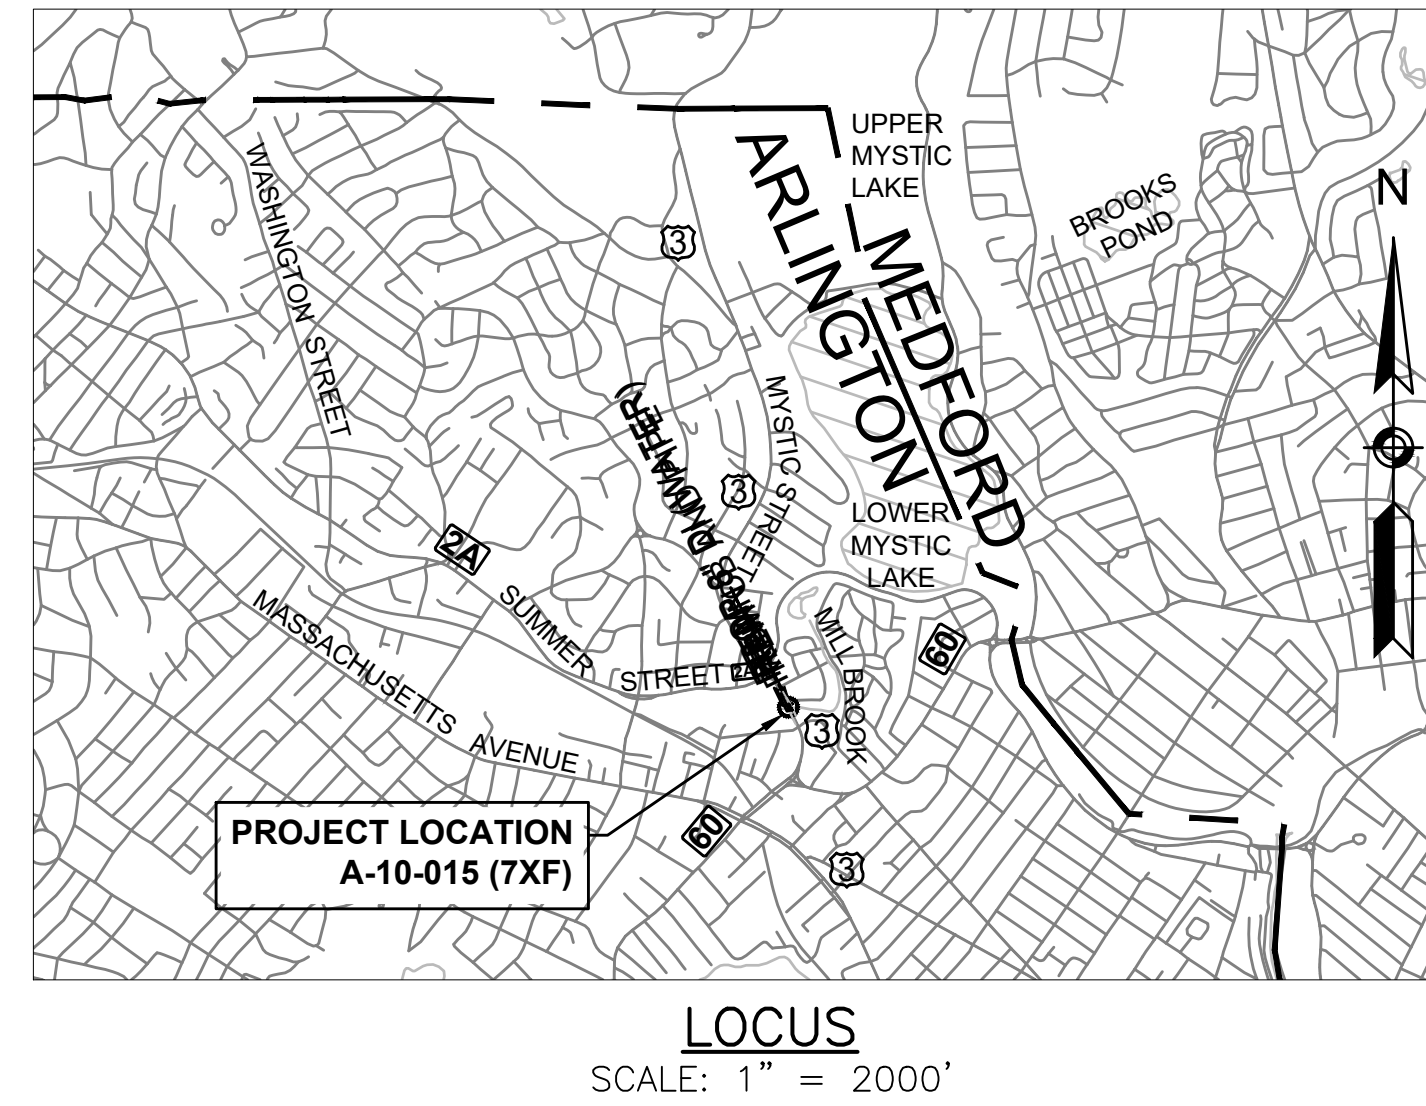 UPPER
MYSTIC
LAKE
ARLINGTON
MEDFORD
BROOKS
POND
N
WASHINGTON STREET
3
MYSTIC STREET
3
LOWER
MYSTIC
LAKE
2A
SUMMER STREET
MASSACHUSETTS AVENUE
MILL BROOK
60
3
PROJECT LOCATION
A-10-015 (7XF)
60
3
LOCUS
SCALE: 1” = 2000’